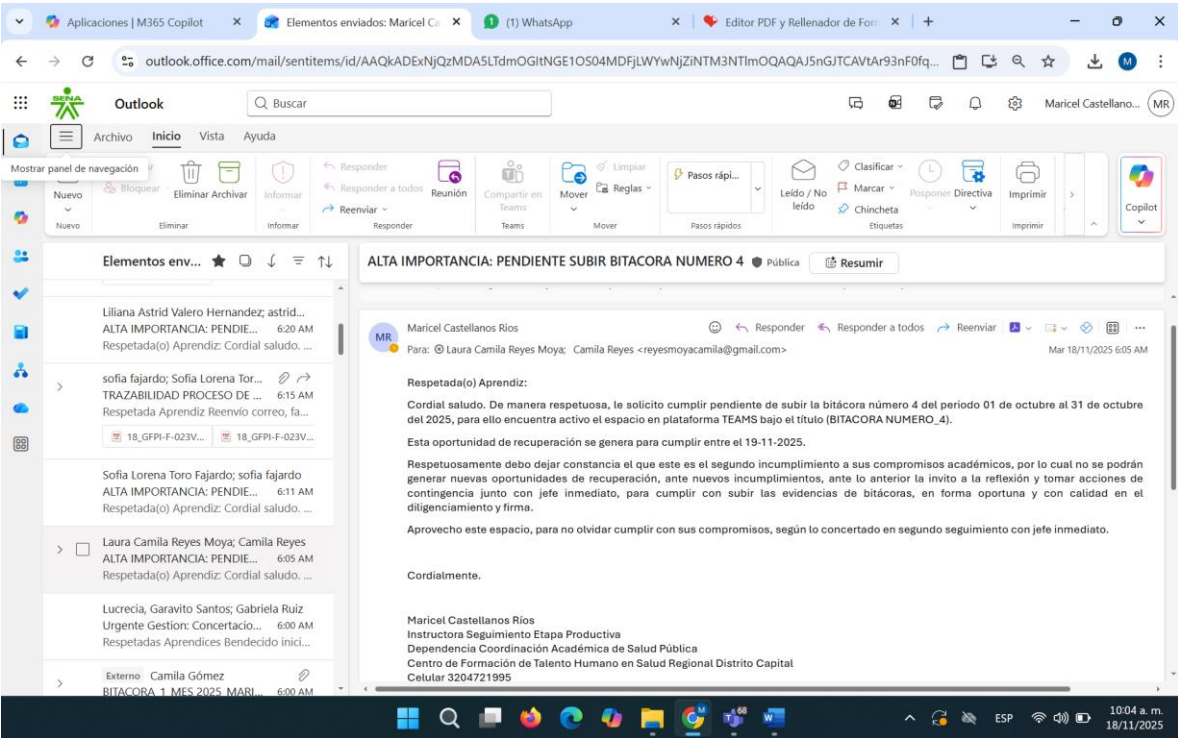 Aplicaciones | M365 Copilot
Elementos enviados: Maricel Ca
(1) WhatsApp
Editor PDF y Rellenador de Forn
outlook.office.com/mail/sentitems/id/
M
SENA
Outlook
Buscar
Maricel Castellano...
MR
Archivo Inicio Vista Ayuda
Mostrar panel de navegación
Nuevo
Bloquear
Eliminar Archivar
Informar
Responder
Responder a todos
Reenviar
Reunión
Compartir en Teams
Mover
Limpiar
Reglas
Pasos rápi...
Leído / No leído
Clasificar
Marcar
Chincheta
Posponer Directiva
Imprimir
Copilot
Nuevo Eliminar Informar Responder Teams Mover Pasos rápidos Etiquetas Imprimir
Elementos env...
Liliana Astrid Valero Hernandez; astrid...
ALTA IMPORTANCIA: PENDIE... 6:20 AM
Respetada(o) Aprendiz: Cordial saludo. ...
sofia fajardo; Sofia Lorena Tor...
TRAZABILIDAD PROCESO DE ... 6:15 AM
Respetada Aprendiz Reenvío correo, fa...
18_GFPI-F-023V... 18_GFPI-F-023V...
Sofia Lorena Toro Fajardo; sofia fajardo
ALTA IMPORTANCIA: PENDIE... 6:11 AM
Respetada(o) Aprendiz: Cordial saludo. ...
Laura Camila Reyes Moya; Camila Reyes
ALTA IMPORTANCIA: PENDIE... 6:05 AM
Respetada(o) Aprendiz: Cordial saludo. ...
Lucrecia, Garavito Santos; Gabriela Ruiz
Urgente Gestion: Concertacio... 6:00 AM
Respetadas Aprendices Bendecido inici...
Externo Camila Gómez
BITACORA 1 MES 2025 MARI... 6:00 AM
ALTA IMPORTANCIA: PENDIENTE SUBIR BITACORA NUMERO 4 Pública Resumir
MR
Maricel Castellanos Rios
Responder Responder a todos Reenviar
Para: Laura Camila Reyes Moya; Camila Reyes <reyesmoyacamila@gmail.com>
Mar 18/11/2025 6:05 AM
Respetada(o) Aprendiz:
Cordial saludo. De manera respetuosa, le solicito cumplir pendiente de subir la bitácora número 4 del periodo 01 de octubre al 31 de octubre
del 2025, para ello encuentra activo el espacio en plataforma TEAMS bajo el título (BITACORA NUMERO_4).
Esta oportunidad de recuperación se genera para cumplir entre el 19-11-2025.
Respetuosamente debo dejar constancia el que este es el segundo incumplimiento a sus compromisos académicos, por lo cual no se podrán
generar nuevas oportunidades de recuperación, ante nuevos incumplimientos, ante lo anterior la invito a la reflexión y tomar acciones de
contingencia junto con jefe inmediato, para cumplir con subir las evidencias de bitácoras, en forma oportuna y con calidad en el
diligenciamiento y firma.
Aprovecho este espacio, para no olvidar cumplir con sus compromisos, según lo concertado en segundo seguimiento con jefe inmediato.
Cordialmente.
Maricel Castellanos Ríos
Instructora Seguimiento Etapa Productiva
Dependencia Coordinación Académica de Salud Pública
Centro de Formación de Talento Humano en Salud Regional Distrito Capital
Celular 3204721995
68
ESP
10:04 a. m.
18/11/2025